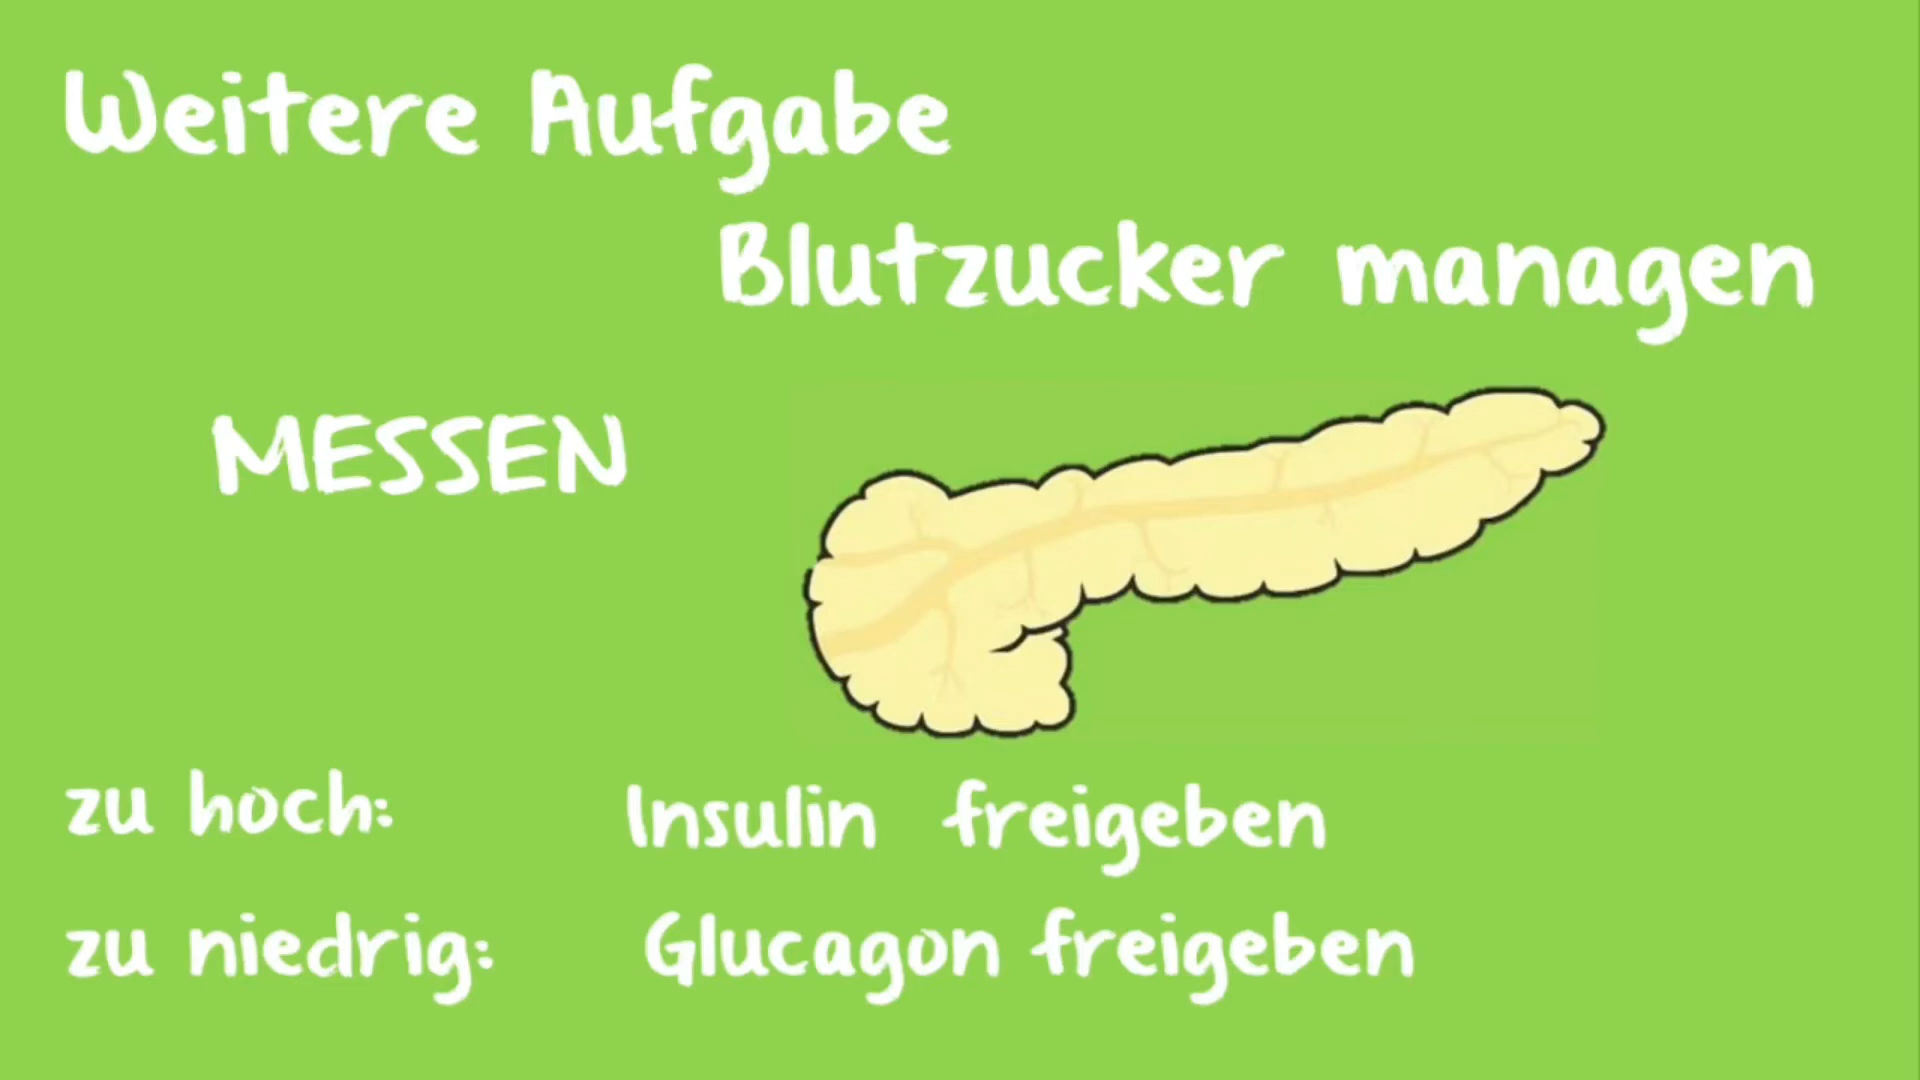 Weitere Aufgabe
Blutzucker managen
MESSEN
zu hoch: Insulin freigeben
zu niedrig: Glucagon freigeben